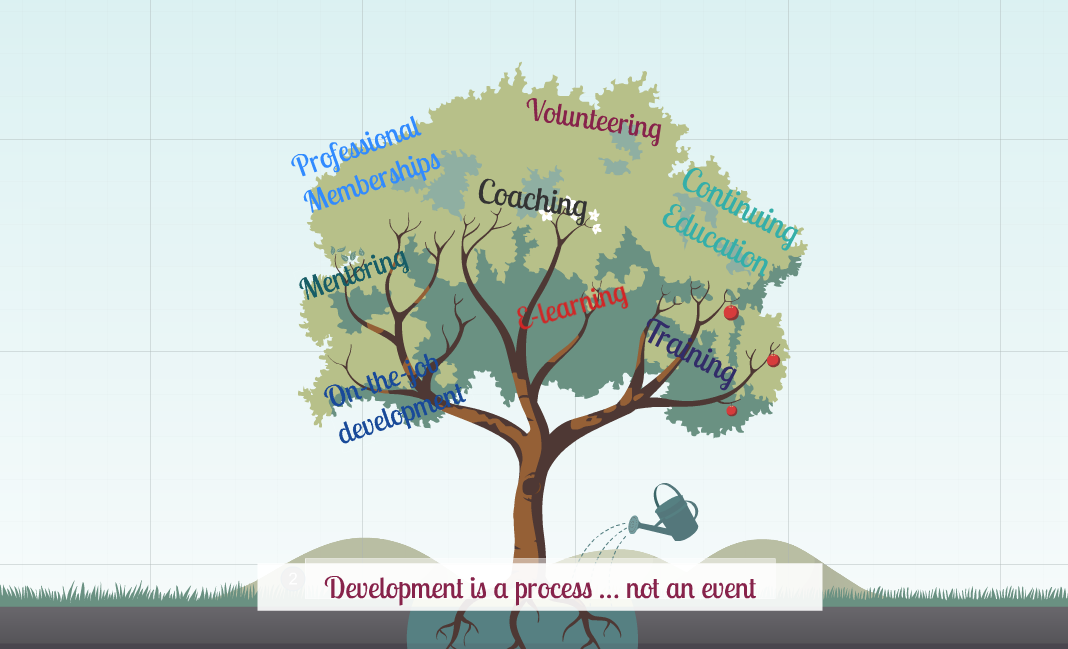 Volunteering
Professional
Memberships
Coaching
Continuing
Education
Mentoring
E-learning
Training
On-the-job
development
2
Development is a process ... not an event